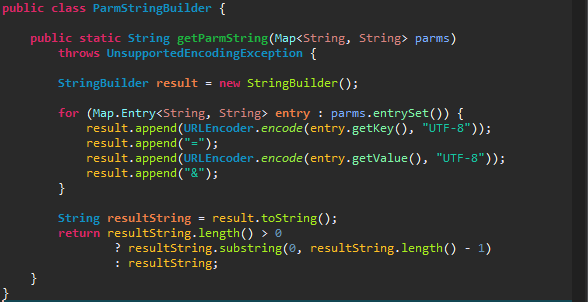 public class ParmStringBuilder {
public static String getParmString(Map<String, String> parms)
throws UnsupportedEncodingException {
StringBuilder result = new StringBuilder();
for (Map.Entry<String, String> entry : parms.entrySet()) {
result.append(URLEncoder.encode(entry.getKey(), "UTF-8"));
result.append("=");
result.append(URLEncoder.encode(entry.getValue(), "UTF-8"));
result.append("&");
}
String resultString = result.toString();
return resultString.length() > 0
? resultString.substring(0, resultString.length() - 1)
: resultString;
}
}